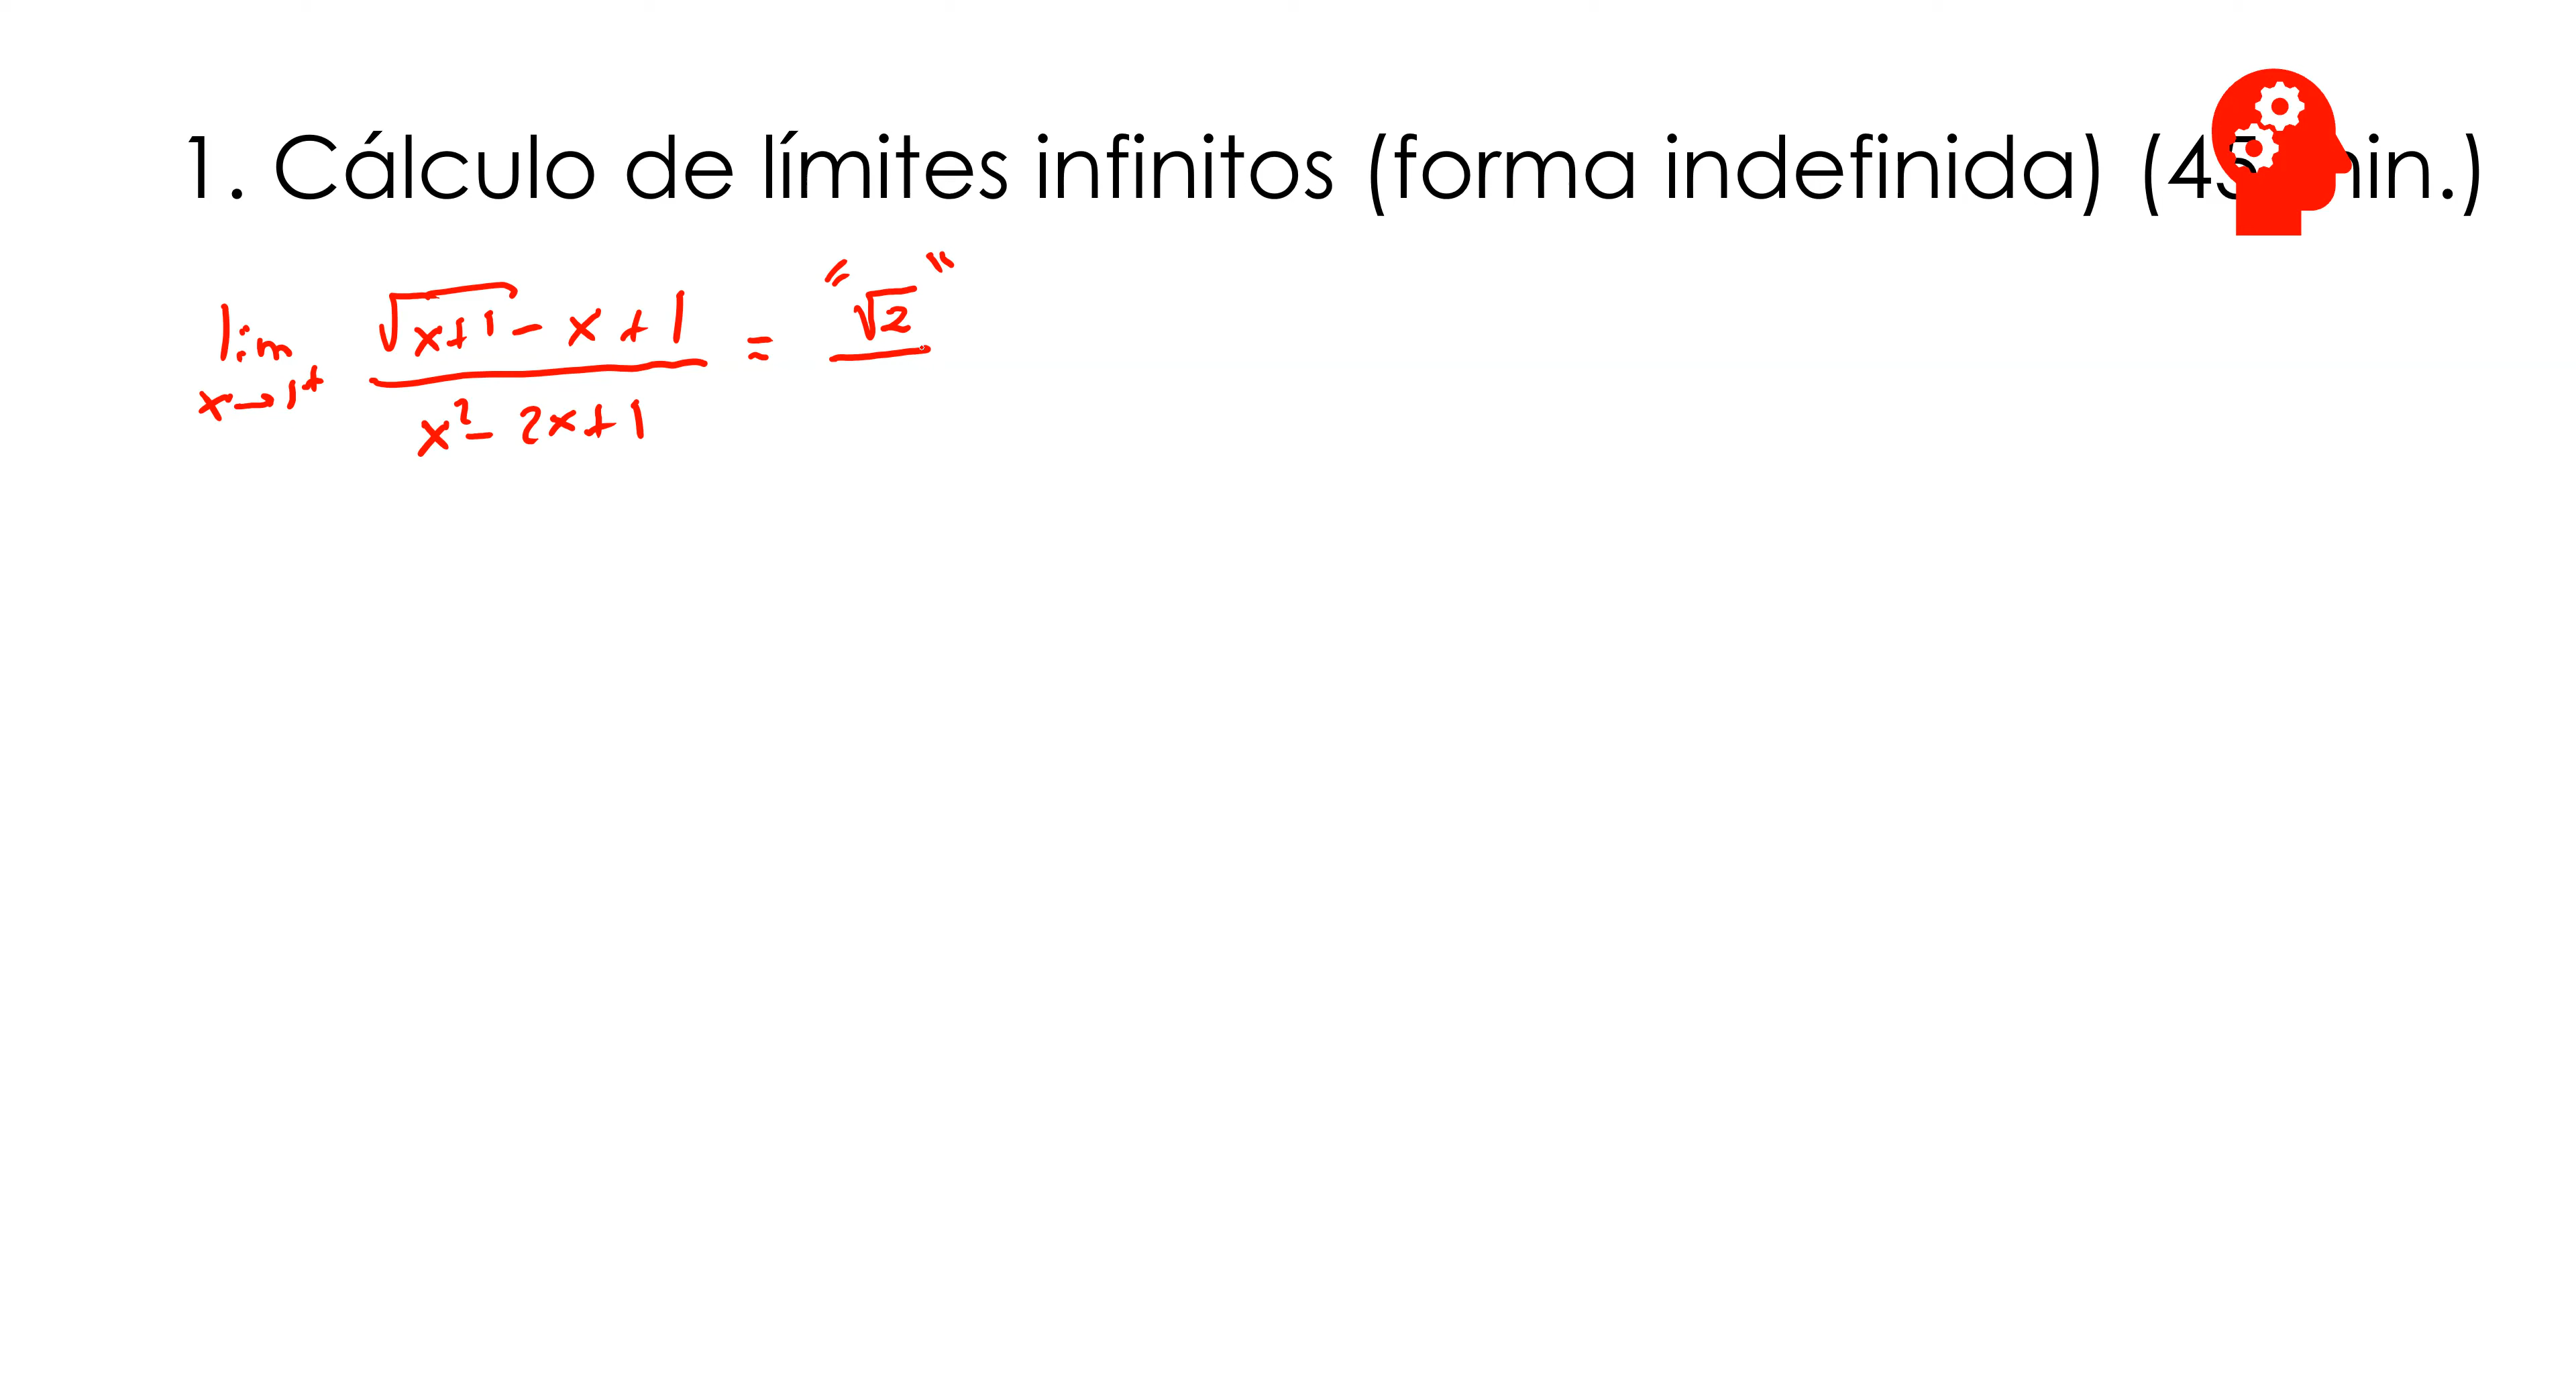 1. Cálculo de límites infinitos (forma indefinida) (45 min.)
lim x→1⁺ (√(x+1) - x + 1)/(x² - 2x + 1) = "√2"/